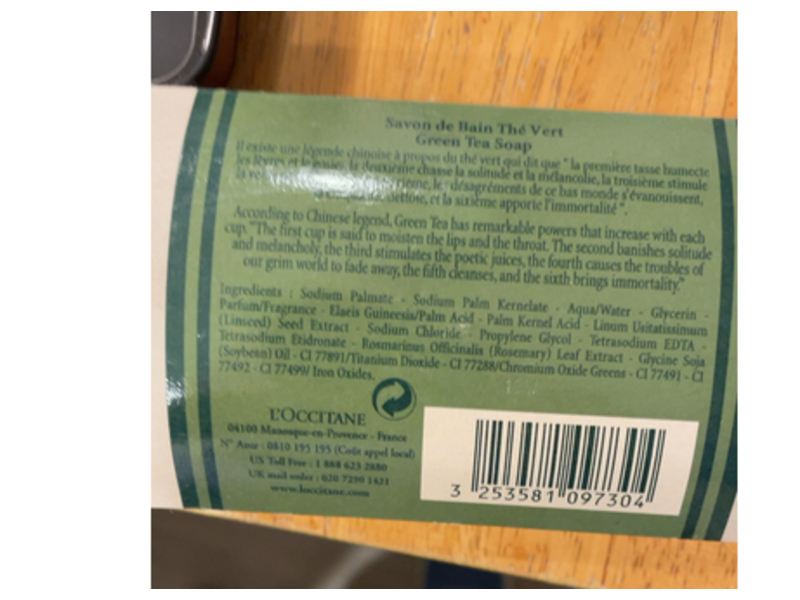 Savon de Bain Thé Vert
Green Tea Soap
Il existe une légende chinoise à propos du thé vert qui dit que " la première tasse humecte
les lèvres et le gosier, la deuxième chasse la solitude et la mélancolie, la troisième stimule
la désagréments de ce bas monde s'évanouissent,
et la sixième apporte l'immortalité ".
According to Chinese legend, Green Tea has remarkable powers that increase with each
cup. "The first cup is said to moisten the lips and the throat. The second banishes solitude
and melancholy, the third stimulates the poetic juices, the fourth causes the troubles of
our grim world to fade away, the fifth cleanses, and the sixth brings immortality."
Ingredients : Sodium Palmate - Sodium Palm Kernelate - Aqua/Water - Glycerin -
Parfum/Fragrance - Elaeis Guineesis/Palm Acid - Palm Kernel Acid - Linum Usitatissimum
(Linseed) Seed Extract - Sodium Chloride - Propylene Glycol - Tetrasodium EDTA -
Tetrasodium Etidronate - Rosmarinus Officinalis (Rosemary) Leaf Extract - Glycine Soja
(Soybean) Oil - CI 77891/Titanium Dioxide - CI 77288/Chromium Oxide Greens - CI 77491 - CI
77492 - CI 77499/ Iron Oxides.
L'OCCITANE
04100 Manosque-en-Provence - France
N° Azur : 0810 195 195 (Coût appel local)
US Toll Free : 1 888 623 2880
UK mail order : 020 7290 1421
www.loccitane.com
3 253581 097304